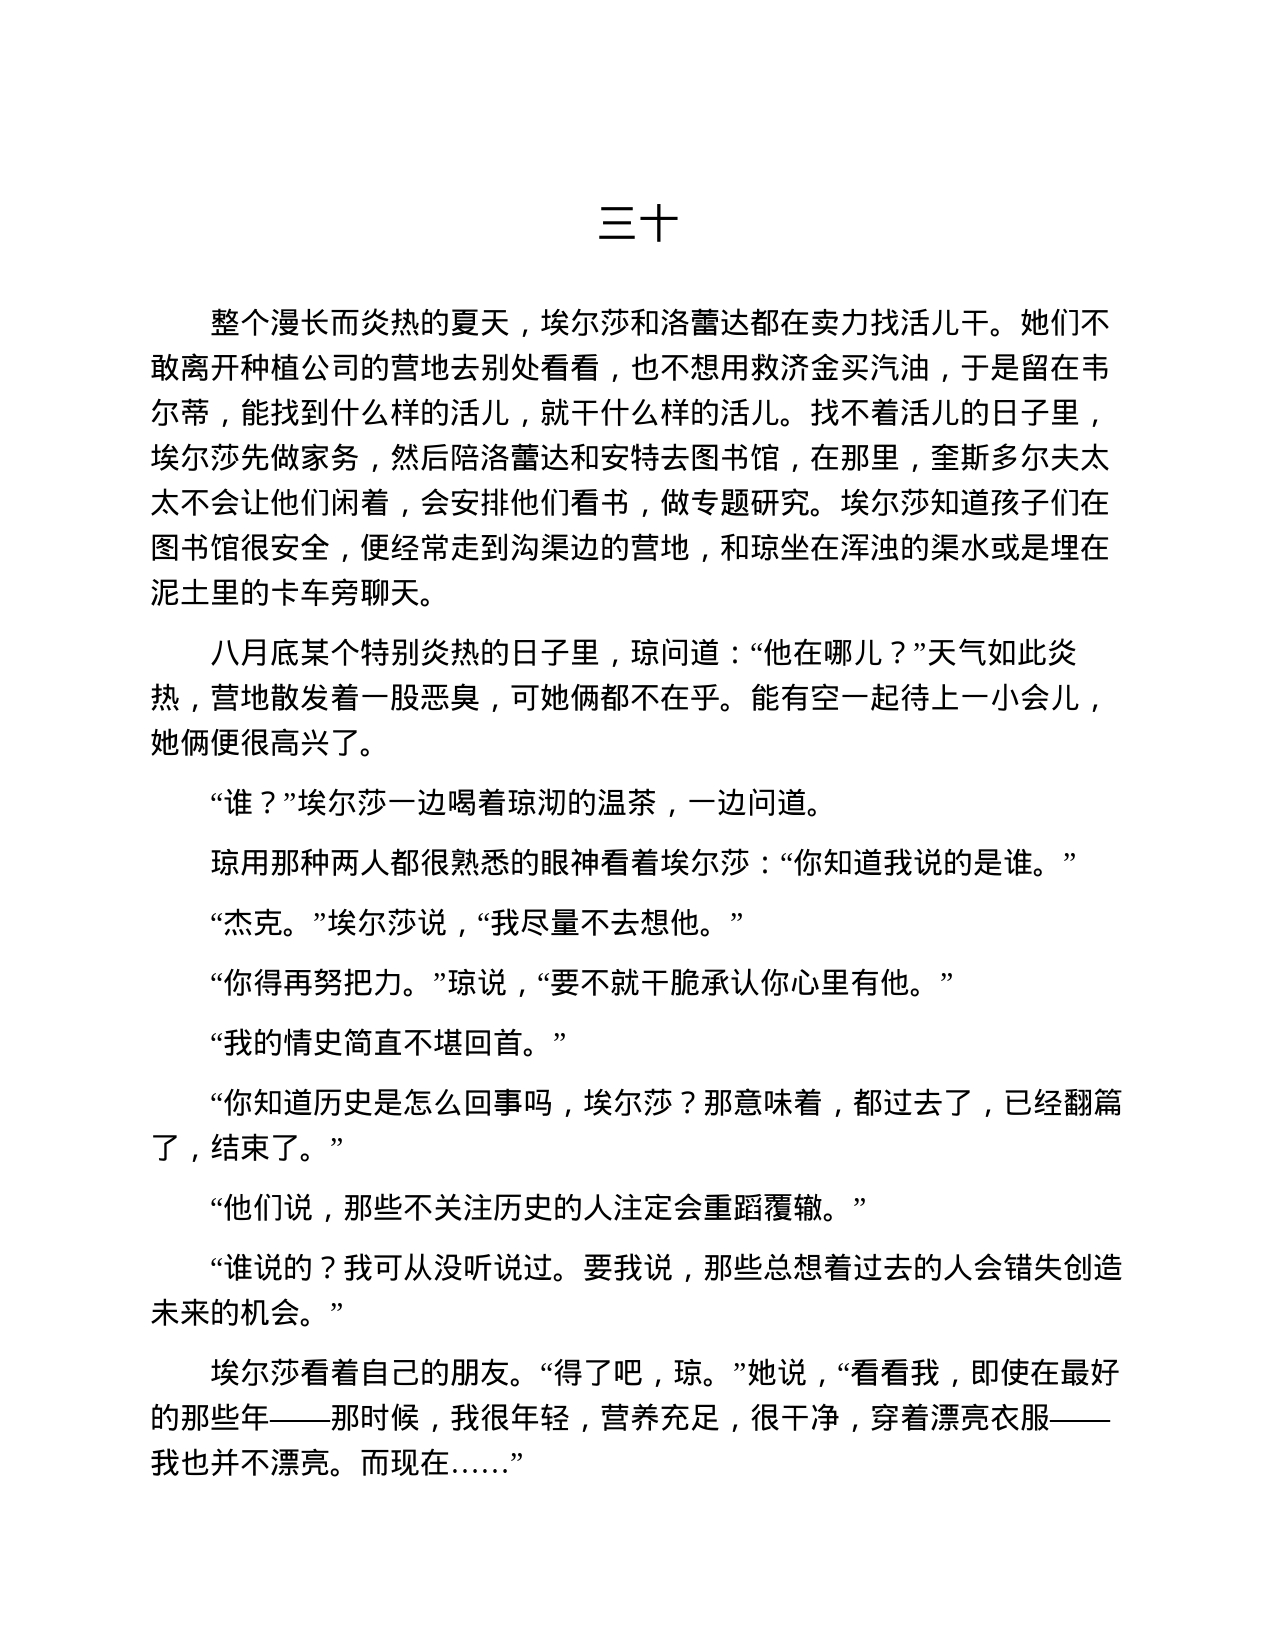 三十
整个漫长而炎热的夏天，埃尔莎和洛蕾达都在卖力找活儿干。她们不
敢离开种植公司的营地去别处看看，也不想用救济金买汽油，于是留在韦
尔蒂，能找到什么样的活儿，就干什么样的活儿。找不着活儿的日子里，
埃尔莎先做家务，然后陪洛蕾达和安特去图书馆，在那里，奎斯多尔夫太
太不会让他们闲着，会安排他们看书，做专题研究。埃尔莎知道孩子们在
图书馆很安全，便经常走到沟渠边的营地，和琼坐在浑浊的渠水或是埋在
泥土里的卡车旁聊天。
八月底某个特别炎热的日子里，琼问道：“他在哪儿？”天气如此炎
热，营地散发着一股恶臭，可她俩都不在乎。能有空一起待上一小会儿，
她俩便很高兴了。
“谁？”埃尔莎一边喝着琼沏的温茶，一边问道。
琼用那种两人都很熟悉的眼神看着埃尔莎：“你知道我说的是谁。”
“杰克。”埃尔莎说，“我尽量不去想他。”
“你得再努把力。”琼说，“要不就干脆承认你心里有他。”
“我的情史简直不堪回首。”
“你知道历史是怎么回事吗，埃尔莎？那意味着，都过去了，已经翻篇
了，结束了。”
“他们说，那些不关注历史的人注定会重蹈覆辙。”
“谁说的？我可从没听说过。要我说，那些总想着过去的人会错失创造
未来的机会。”
埃尔莎看着自己的朋友。“得了吧，琼。”她说，“看看我，即使在最好
的那些年——那时候，我很年轻，营养充足，很干净，穿着漂亮衣服——
我也并不漂亮。而现在……”